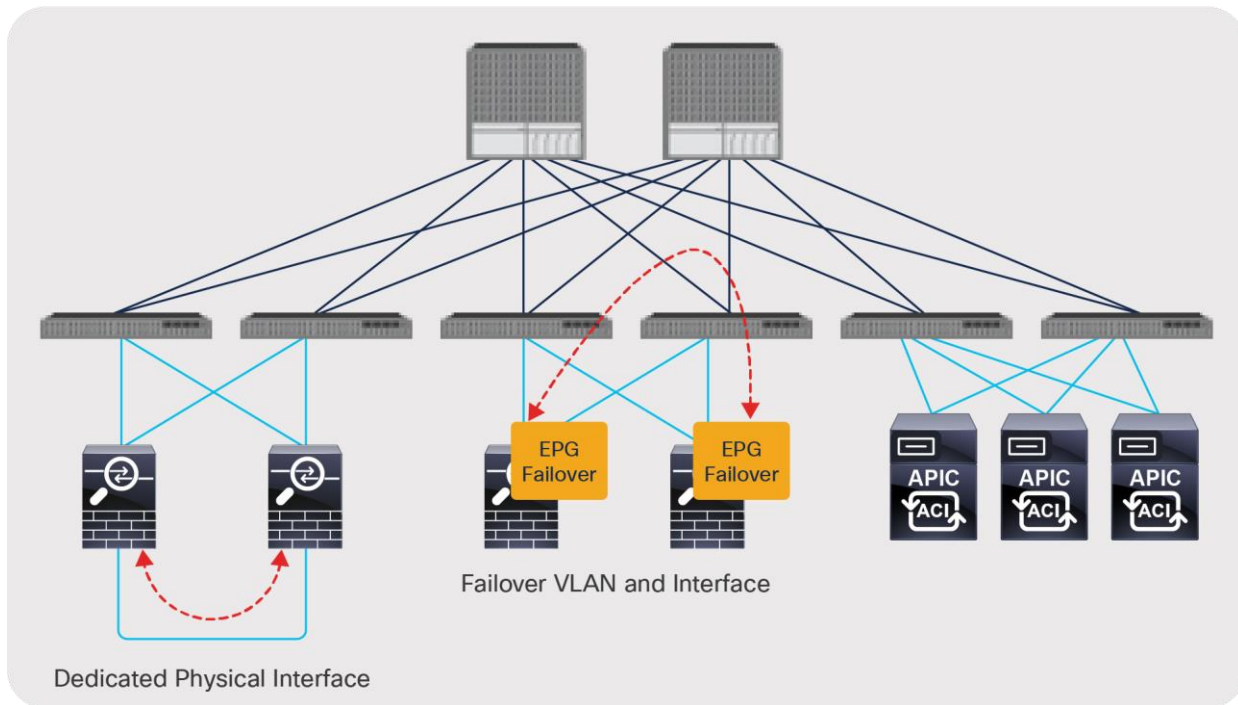 EPG
Failover
EPG
Failover
APIC
ACI
APIC
ACI
APIC
ACI
Failover VLAN and Interface
Dedicated Physical Interface